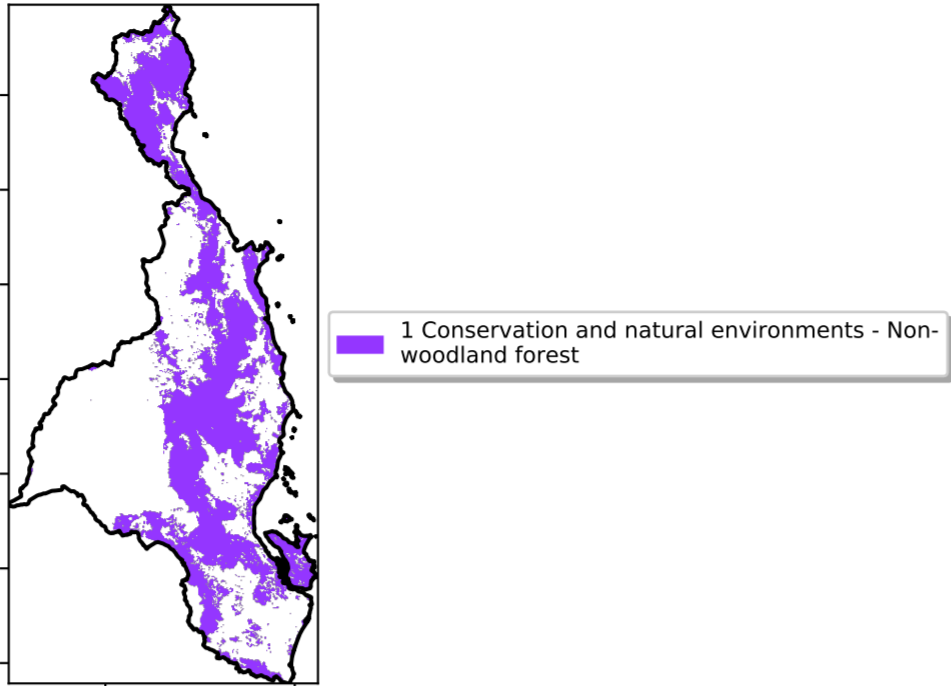 1 Conservation and natural environments - Non-
woodland forest